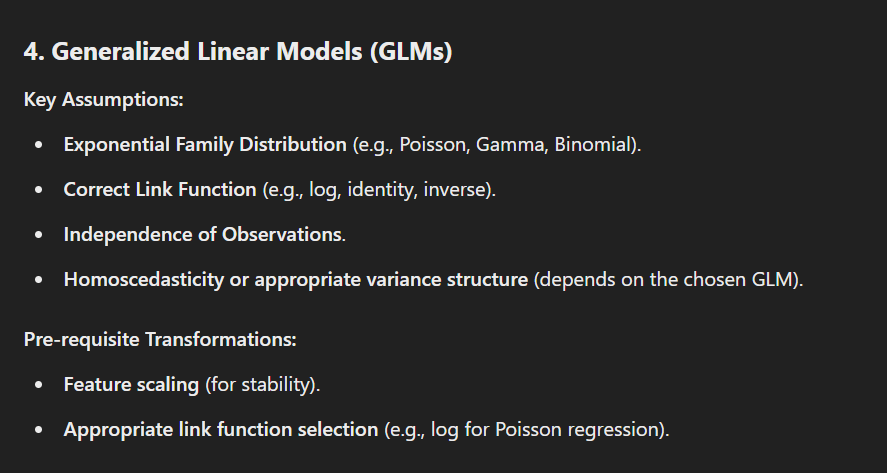 4. Generalized Linear Models (GLMs)
Key Assumptions:
• Exponential Family Distribution (e.g., Poisson, Gamma, Binomial).
• Correct Link Function (e.g., log, identity, inverse).
• Independence of Observations.
• Homoscedasticity or appropriate variance structure (depends on the chosen GLM).
Pre-requisite Transformations:
• Feature scaling (for stability).
• Appropriate link function selection (e.g., log for Poisson regression).